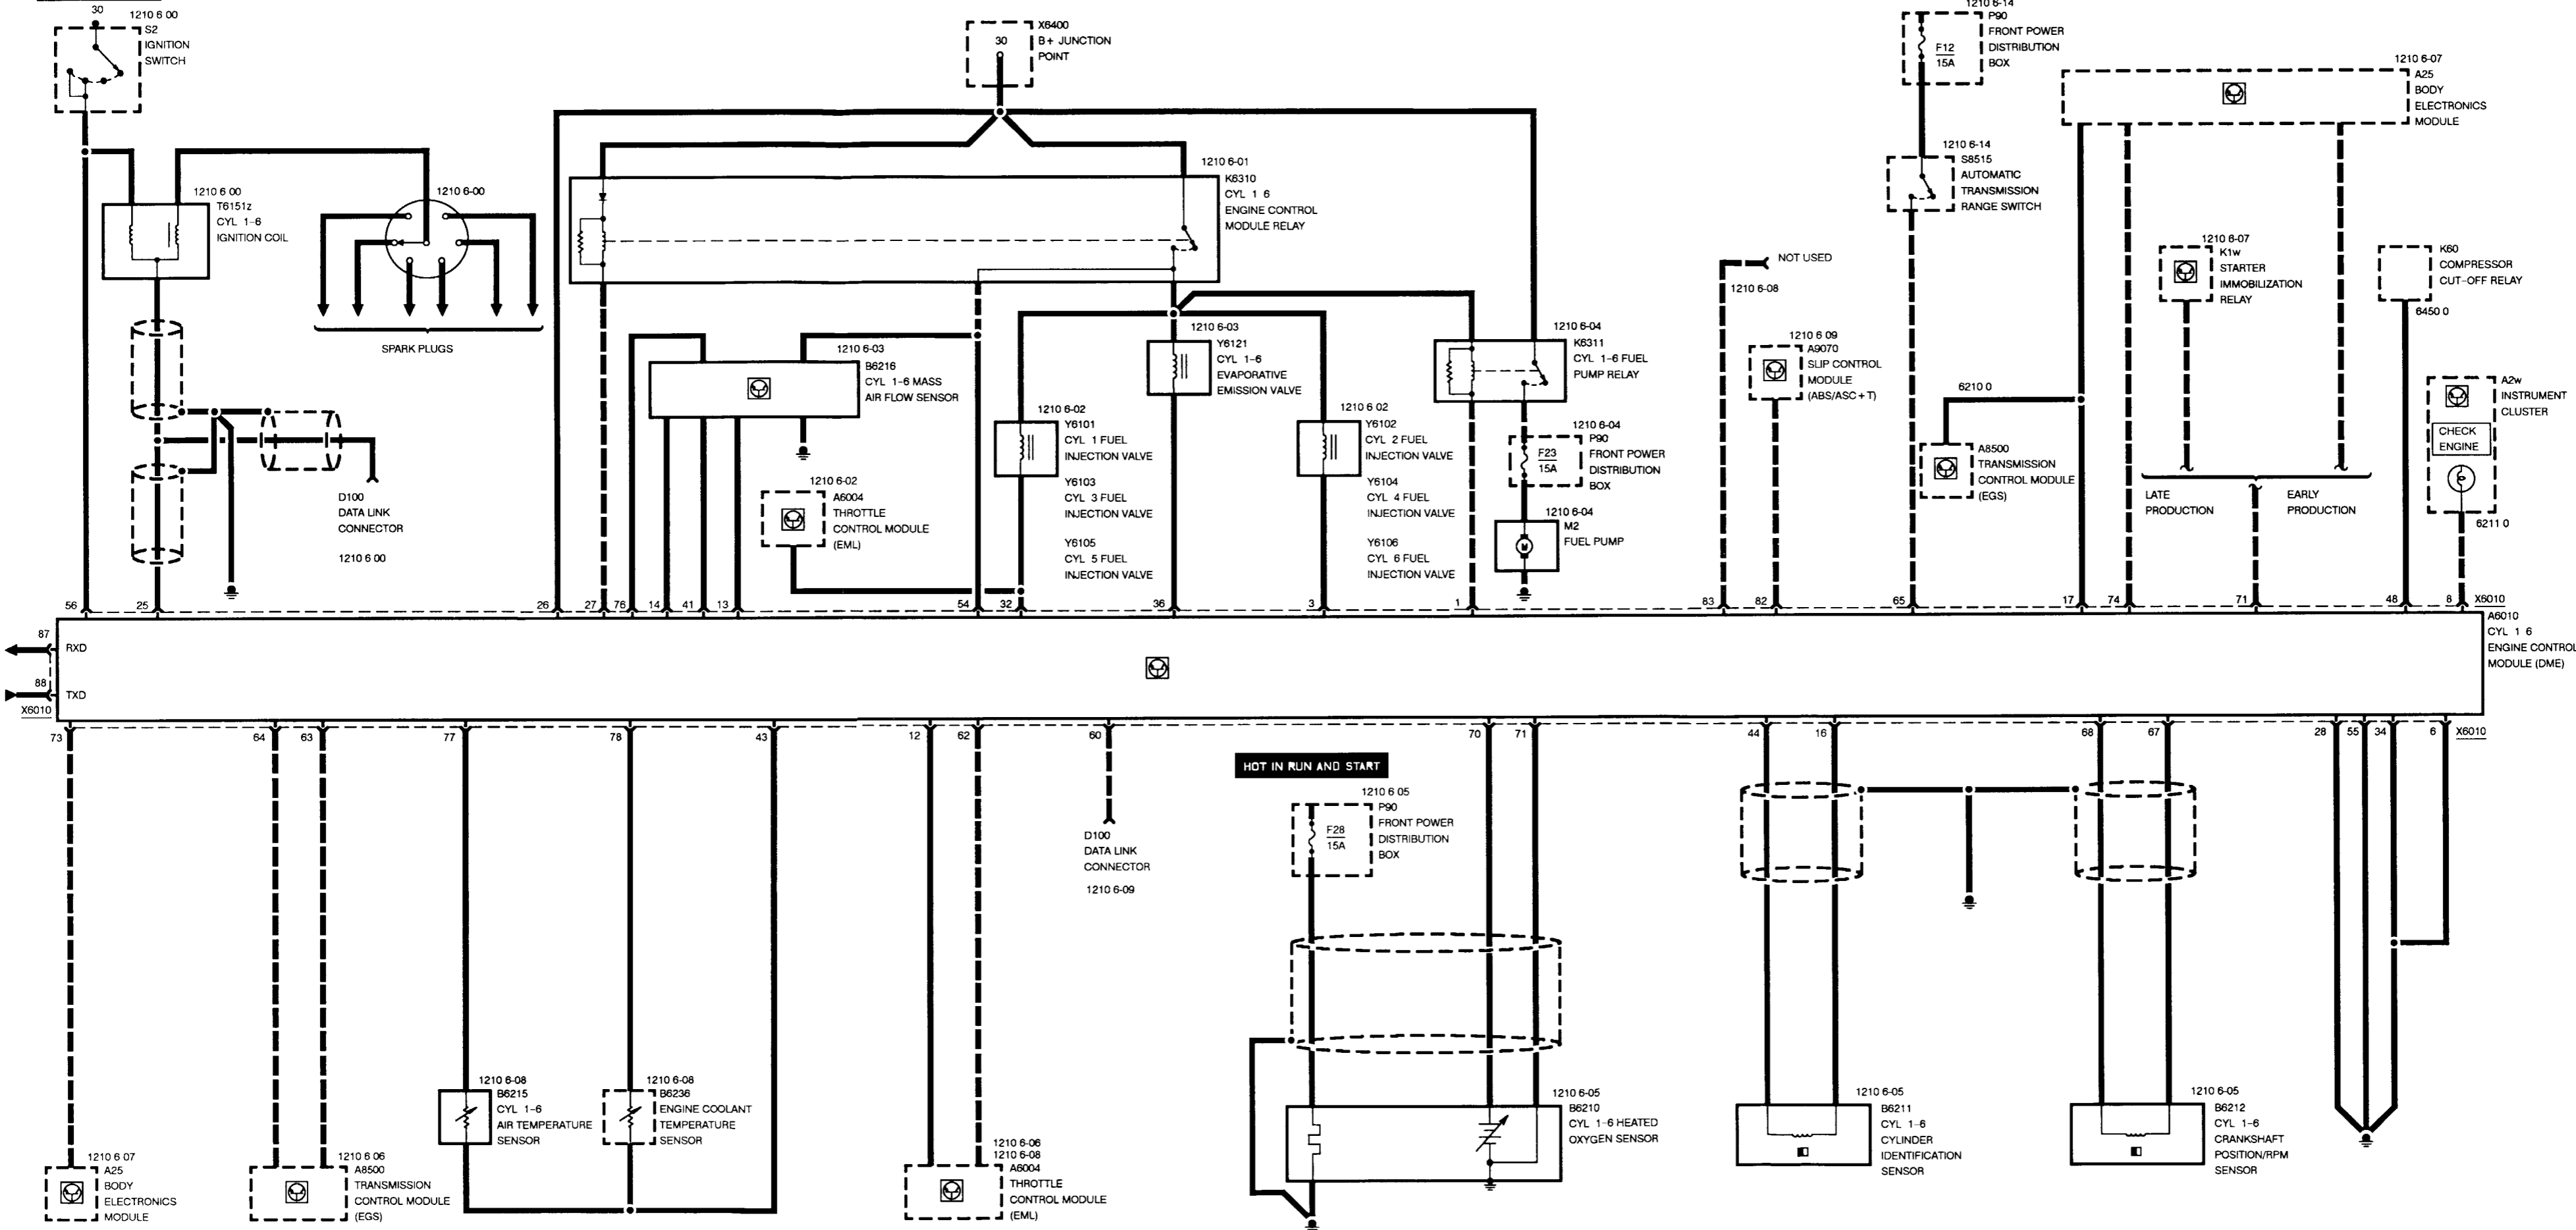 30
1210 6 00
S2
IGNITION
SWITCH
X6400
30
B+ JUNCTION
POINT
1210 6-14
P90
FRONT POWER
DISTRIBUTION
BOX
F12
15A
1210 6-07
A25
BODY
ELECTRONICS
MODULE
1210 6 00
T6151z
CYL 1-6
IGNITION COIL
1210 6-00
SPARK PLUGS
D100
DATA LINK
CONNECTOR
1210 6 00
1210 6-01
K6310
CYL 1 6
ENGINE CONTROL
MODULE RELAY
1210 6-14
S8515
AUTOMATIC
TRANSMISSION
RANGE SWITCH
NOT USED
1210 6-08
1210 6-07
K1w
STARTER
IMMOBILIZATION
RELAY
K60
COMPRESSOR
CUT-OFF RELAY
6450 0
1210 6-03
B6216
CYL 1-6 MASS
AIR FLOW SENSOR
1210 6-03
Y6121
CYL 1-6
EVAPORATIVE
EMISSION VALVE
1210 6-04
K6311
CYL 1-6 FUEL
PUMP RELAY
1210 6 09
A9070
SLIP CONTROL
MODULE
(ABS/ASC+T)
6210 0
A8500
TRANSMISSION
CONTROL MODULE
(EGS)
A2w
INSTRUMENT
CLUSTER
CHECK
ENGINE
6211 0
1210 6-02
Y6101
CYL 1 FUEL
INJECTION VALVE
Y6103
CYL 3 FUEL
INJECTION VALVE
Y6105
CYL 5 FUEL
INJECTION VALVE
1210 6 02
Y6102
CYL 2 FUEL
INJECTION VALVE
Y6104
CYL 4 FUEL
INJECTION VALVE
Y6106
CYL 6 FUEL
INJECTION VALVE
1210 6-04
P90
FRONT POWER
DISTRIBUTION
BOX
F23
15A
1210 6-04
M2
FUEL PUMP
M
1210 6-02
A6004
THROTTLE
CONTROL MODULE
(EML)
LATE
PRODUCTION
EARLY
PRODUCTION
56 25 26 27 76 14 41 13 54 32 36 3 1 83 82 65 17 74 71 48 8 X6010
A6010
CYL 1 6
ENGINE CONTROL
MODULE (DME)
87
RXD
88
TXD
X6010
73 64 63 77 78 43 12 62 60 70 71 44 16 68 67 28 55 34 6 X6010
HOT IN RUN AND START
1210 6 05
P90
FRONT POWER
DISTRIBUTION
BOX
F28
15A
D100
DATA LINK
CONNECTOR
1210 6-09
1210 6 07
A25
BODY
ELECTRONICS
MODULE
1210 6 06
A8500
TRANSMISSION
CONTROL MODULE
(EGS)
1210 6-08
B6215
CYL 1-6
AIR TEMPERATURE
SENSOR
1210 6-08
B6236
ENGINE COOLANT
TEMPERATURE
SENSOR
1210 6-06
1210 6-08
A6004
THROTTLE
CONTROL MODULE
(EML)
1210 6-05
B6210
CYL 1-6 HEATED
OXYGEN SENSOR
1210 6-05
B6211
CYL 1-6
CYLINDER
IDENTIFICATION
SENSOR
1210 6-05
B6212
CYL 1-6
CRANKSHAFT
POSITION/RPM
SENSOR